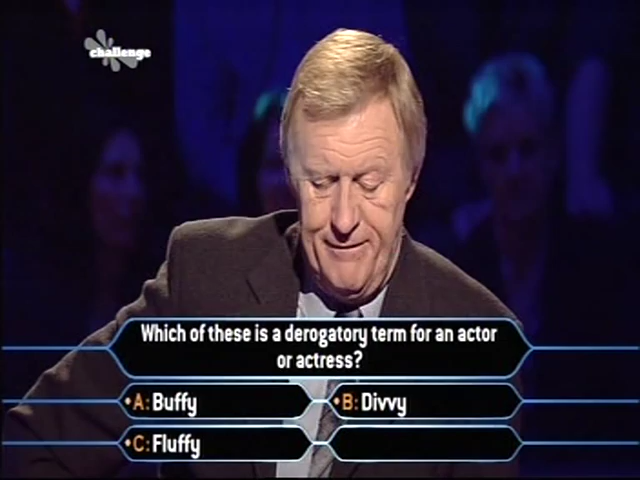 challenge
Which of these is a derogatory term for an actor
or actress?
A: Buffy
B: Divvy
C: Fluffy